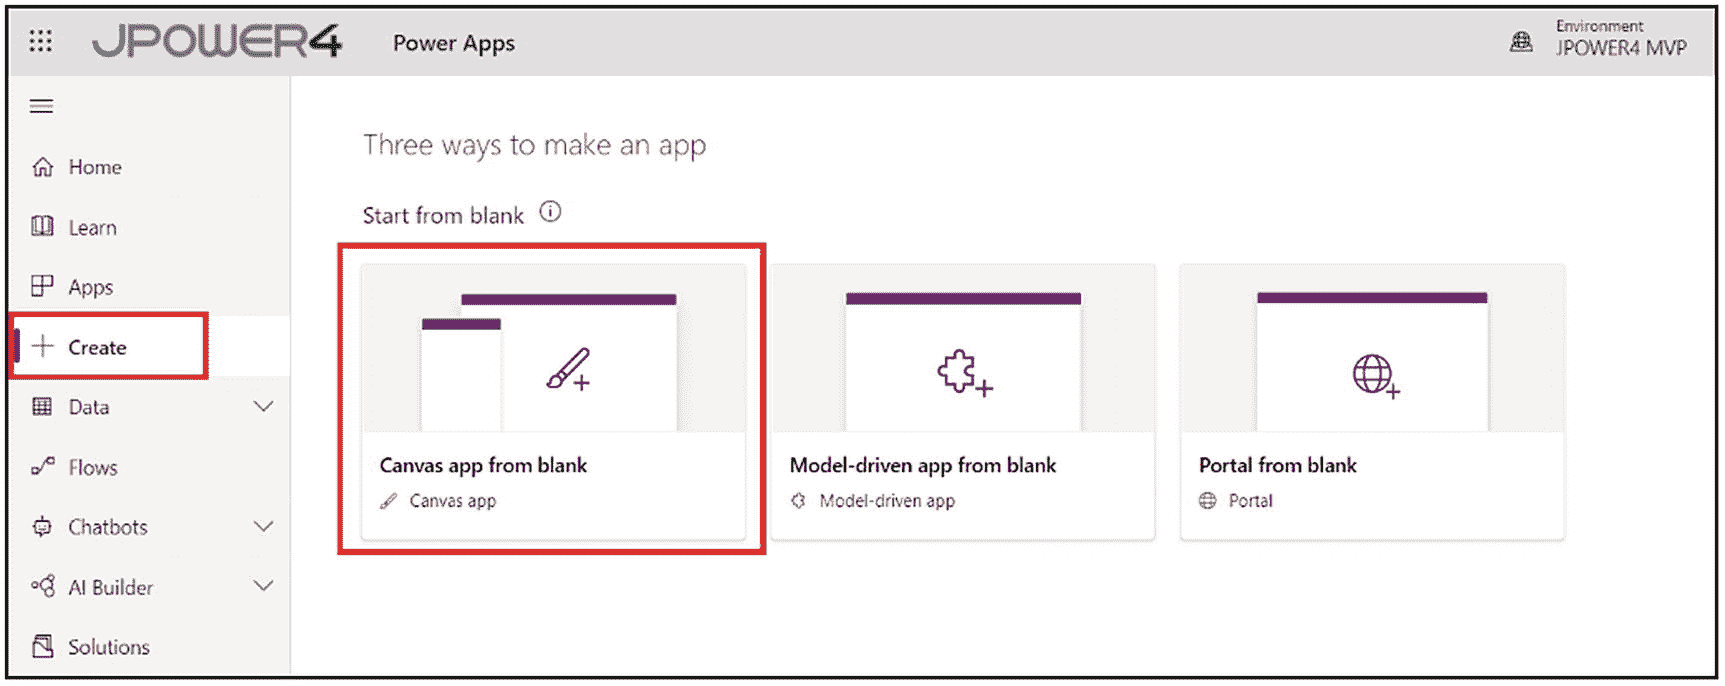 JPOWER4
Power Apps
Environment
JPOWER4 MVP
Home
Learn
Apps
Create
Data
Flows
Chatbots
AI Builder
Solutions
Three ways to make an app
Start from blank
Canvas app from blank
Canvas app
Model-driven app from blank
Model-driven app
Portal from blank
Portal